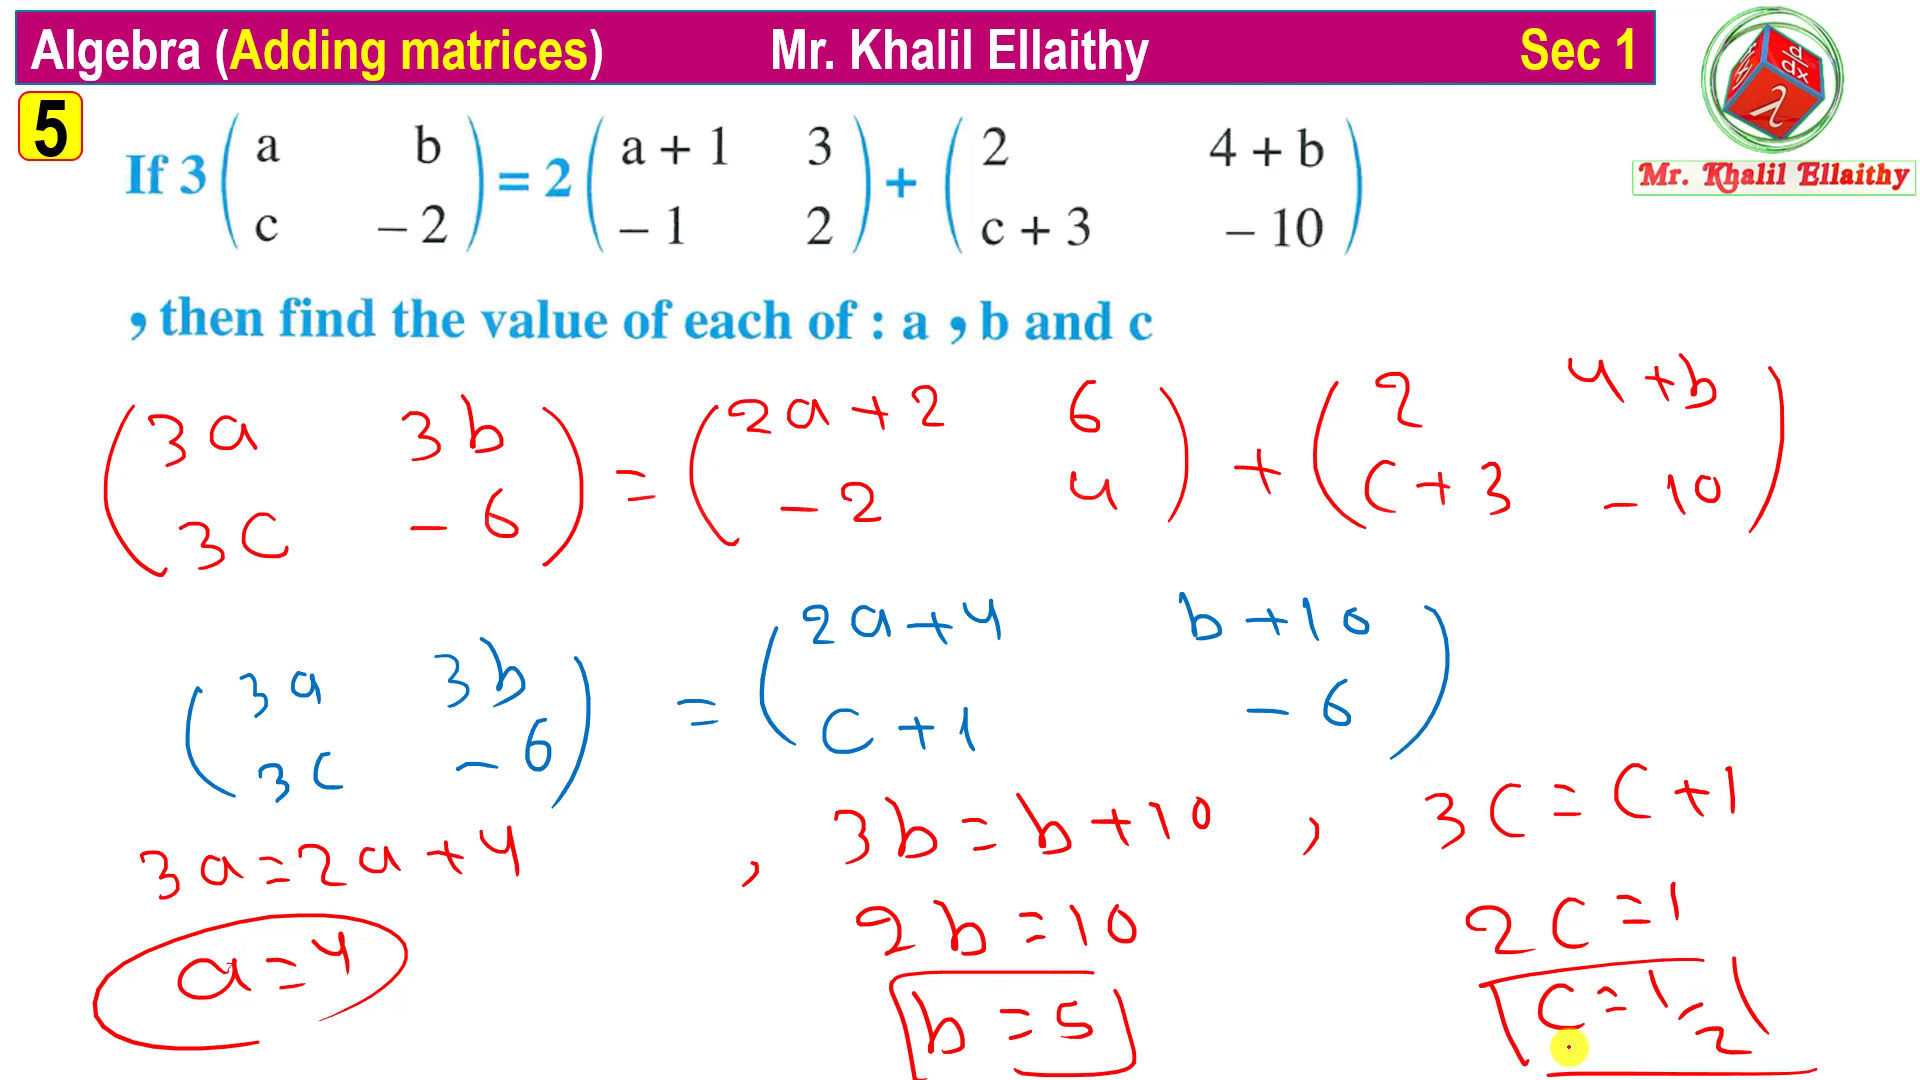 Algebra (Adding matrices) Mr. Khalil Ellaithy Sec 1
d/dx
λ
Mr. Khalil Ellaithy
5
If 3 ( a b ) = 2 ( a + 1 3 ) + ( 2 4 + b )
( c – 2 ) ( – 1 2 ) ( c + 3 – 10 )
, then find the value of each of : a , b and c
( 3a 3b ) = ( 2a+2 6 ) + ( 2 4+b )
( 3c -6 ) ( -2 4 ) ( c+3 -10 )
( 3a 3b ) = ( 2a+4 b+10 )
( 3c -6 ) ( c+1 -6 )
3a=2a+4 , 3b=b+10 , 3c=c+1
2b=10 2c=1
a=4 b=5 c=1/2